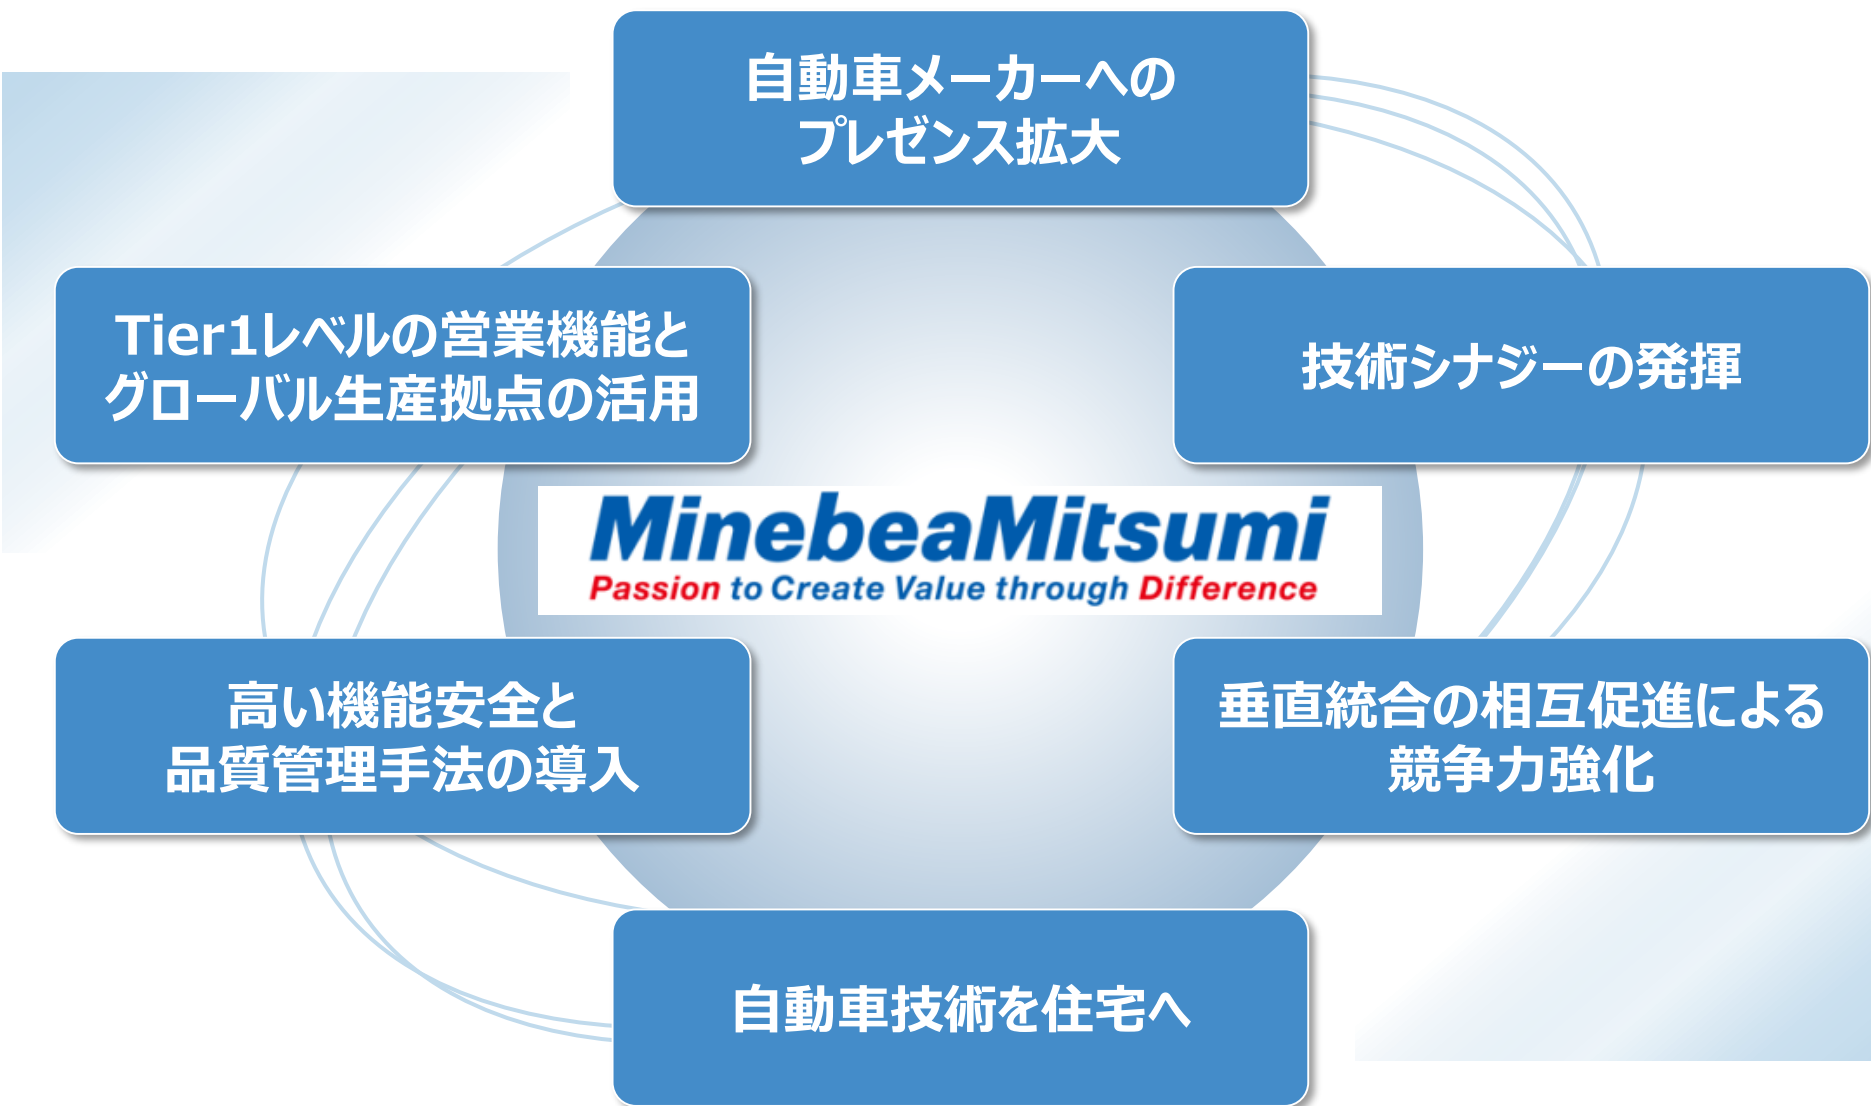 自動車メーカーへの
プレゼンス拡大
Tier1レベルの営業機能と
グローバル生産拠点の活用
技術シナジーの発揮
MinebeaMitsumi
Passion to Create Value through Difference
高い機能安全と
品質管理手法の導入
垂直統合の相互促進による
競争力強化
自動車技術を住宅へ